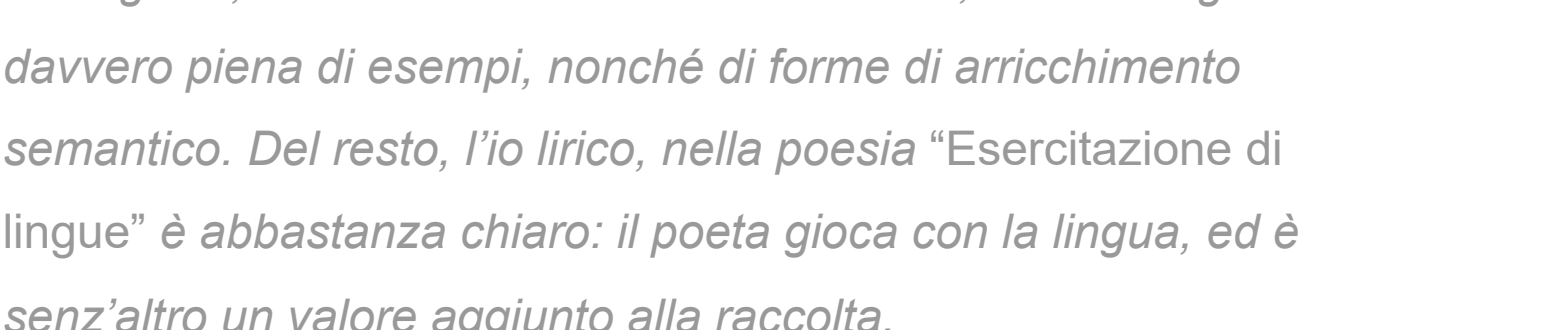 davvero piena di esempi, nonché di forme di arricchimento
semantico. Del resto, l’io lirico, nella poesia “Esercitazione di
lingue” è abbastanza chiaro: il poeta gioca con la lingua, ed è
senz’altro un valore aggiunto alla raccolta.